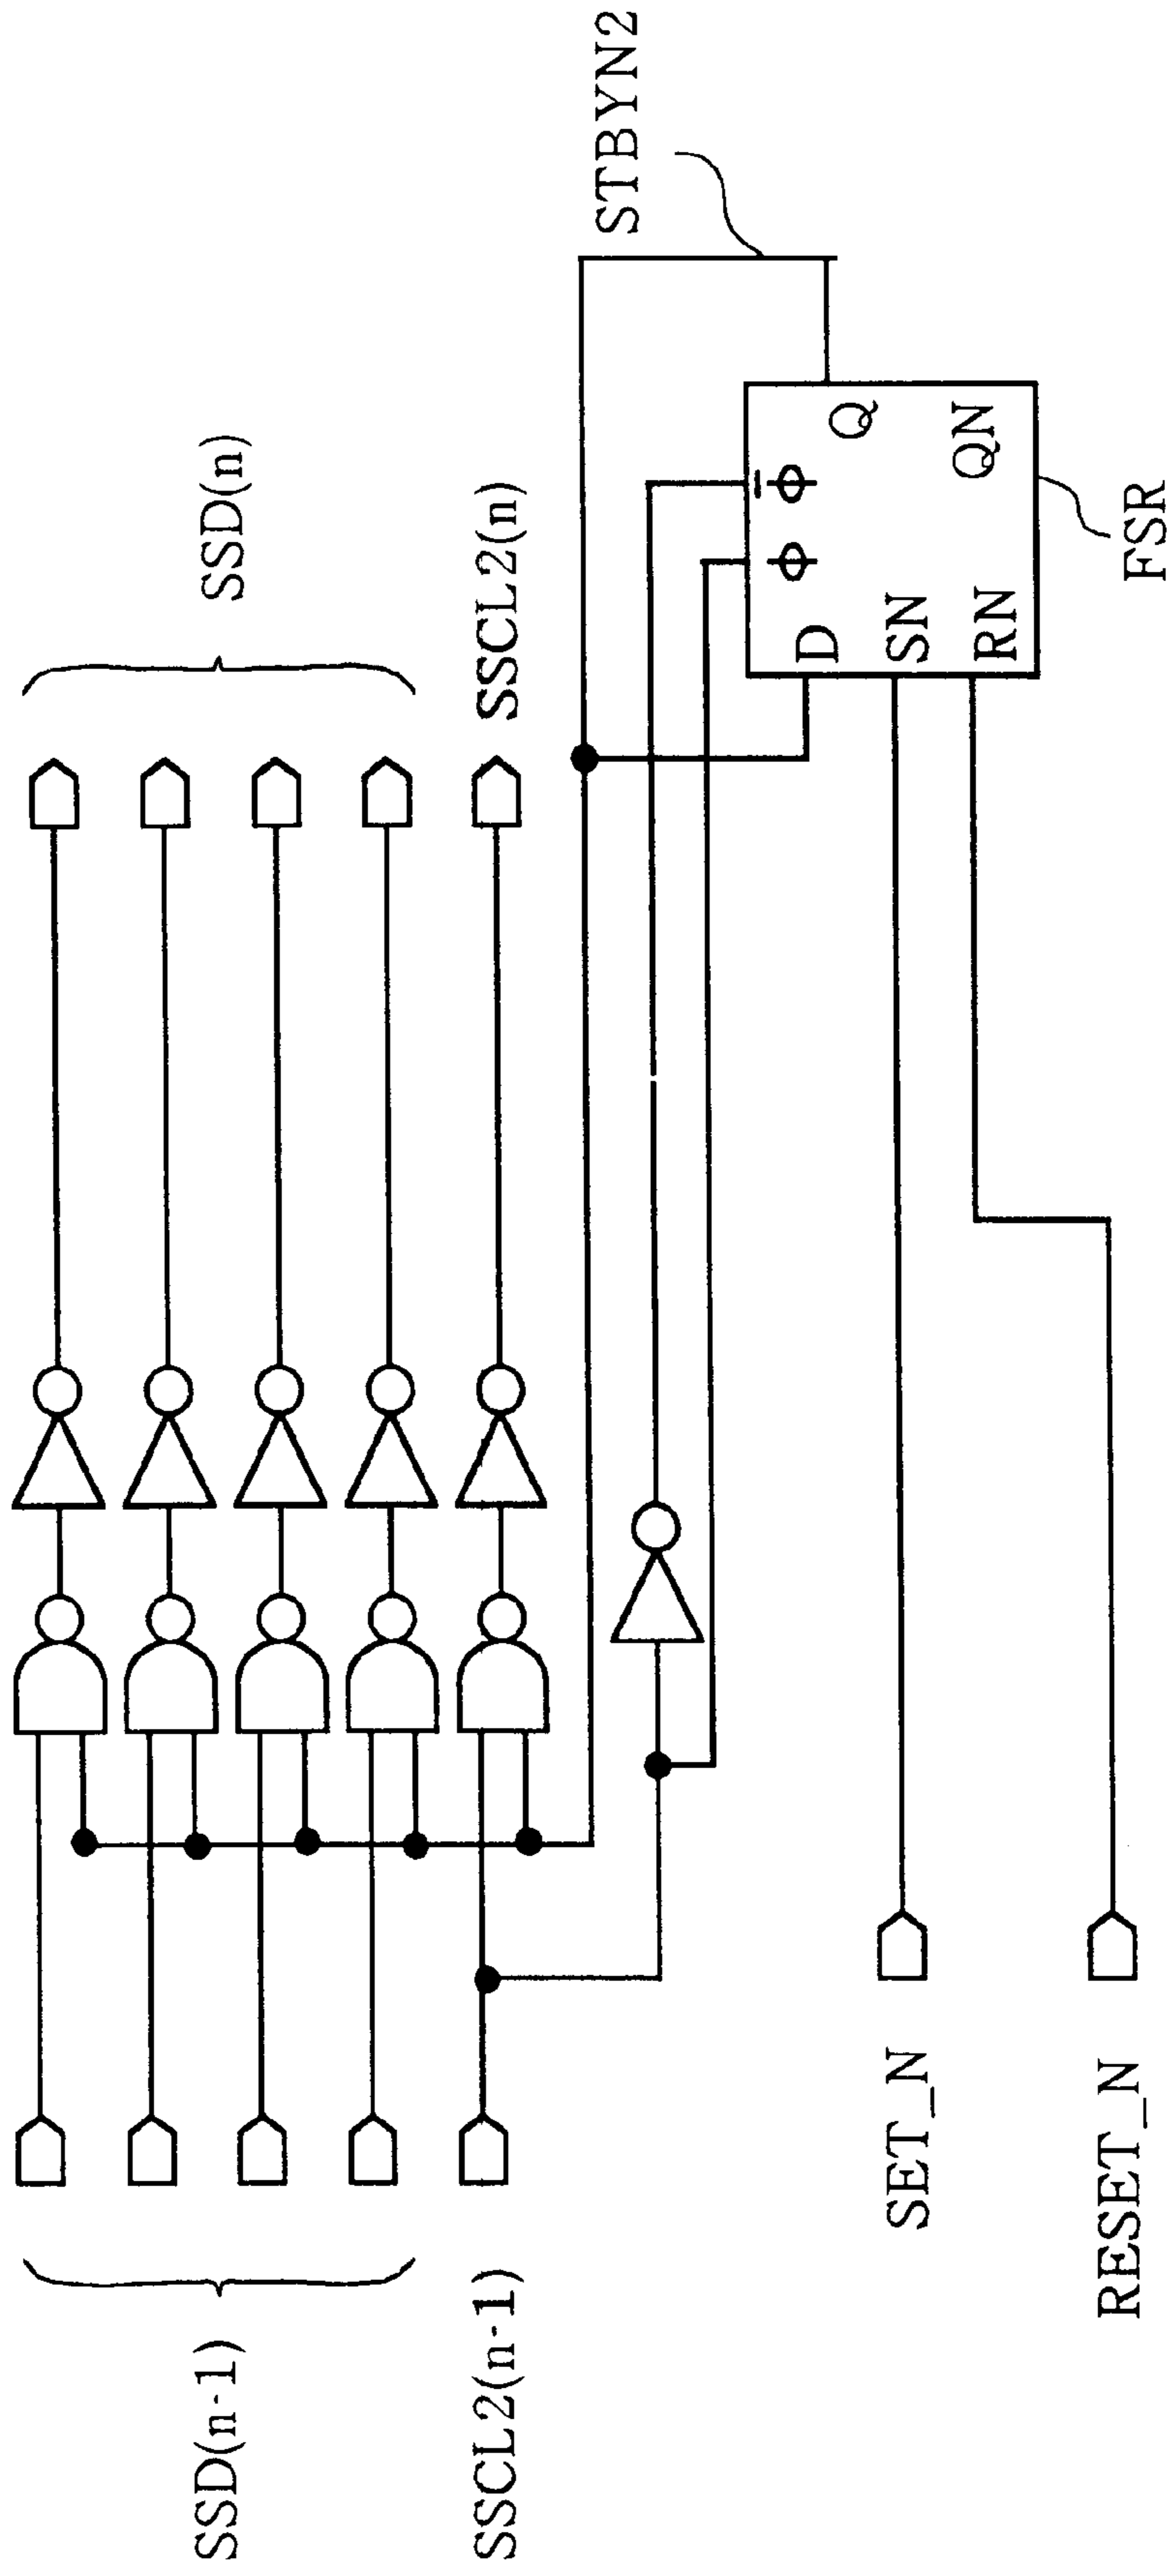 SSD(n-1)
SSD(n)
SSCL2(n-1)
SSCL2(n)
STBYN2
SET_N
RESET_N
D
φ
φ̅
Q
SN
RN
QN
FSR